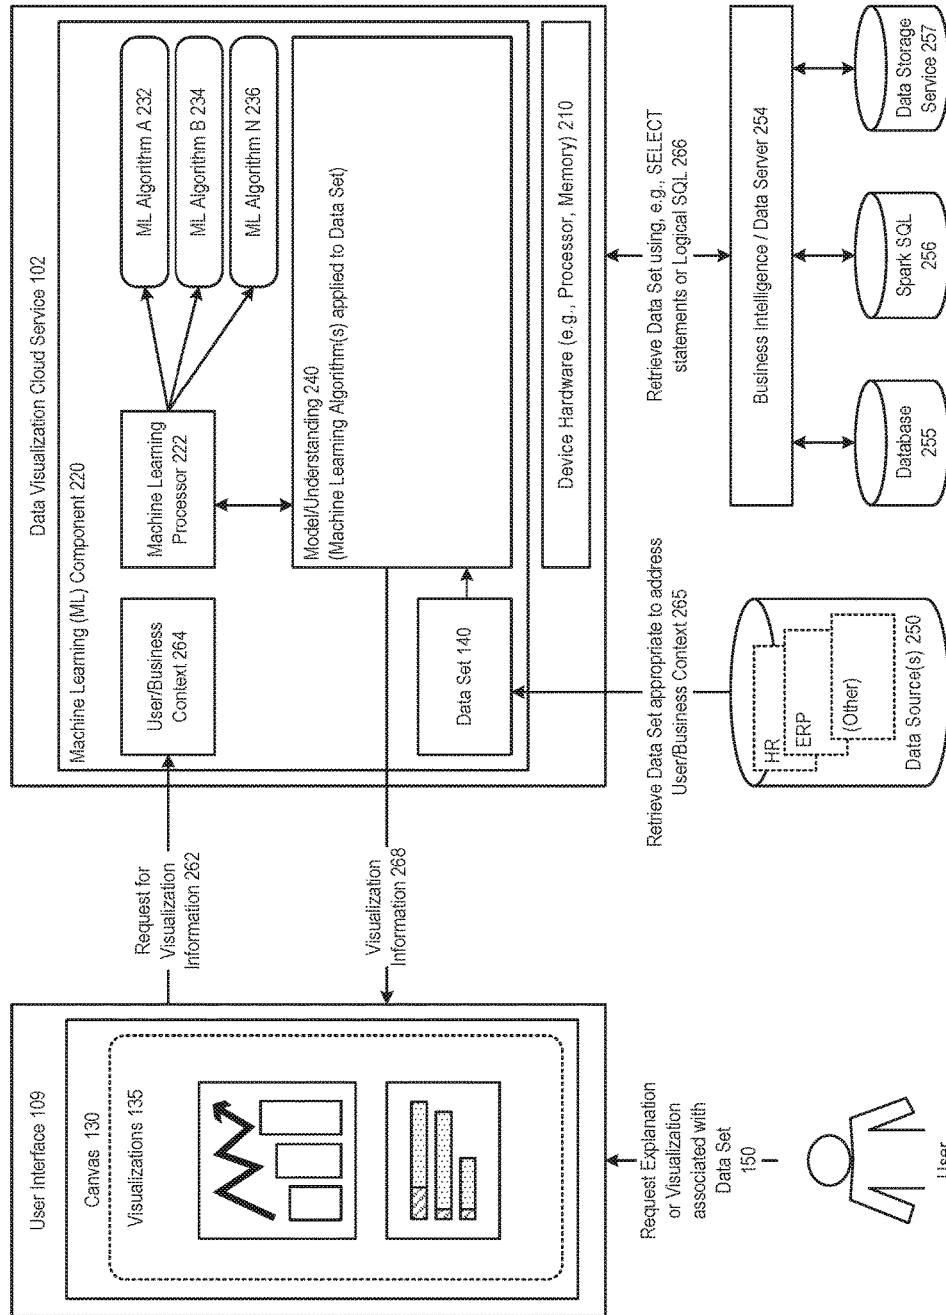 User Interface 109
Canvas 130
Visualizations 135
Request Explanation
or Visualization
associated with
Data Set
150
User
Request for
Visualization
Information 262
Visualization
Information 268
Data Visualization Cloud Service 102
Machine Learning (ML) Component 220
User/Business
Context 264
Machine Learning
Processor 222
ML Algorithm A 232
ML Algorithm B 234
ML Algorithm N 236
Data Set 140
Model/Understanding 240
(Machine Learning Algorithm(s) applied to Data Set)
Device Hardware (e.g., Processor, Memory) 210
Retrieve Data Set appropriate to address
User/Business Context 265
Retrieve Data Set using, e.g., SELECT
statements or Logical SQL 266
HR
ERP
(Other)
Data Source(s) 250
Business Intelligence / Data Server 254
Database
255
Spark SQL
256
Data Storage
Service 257